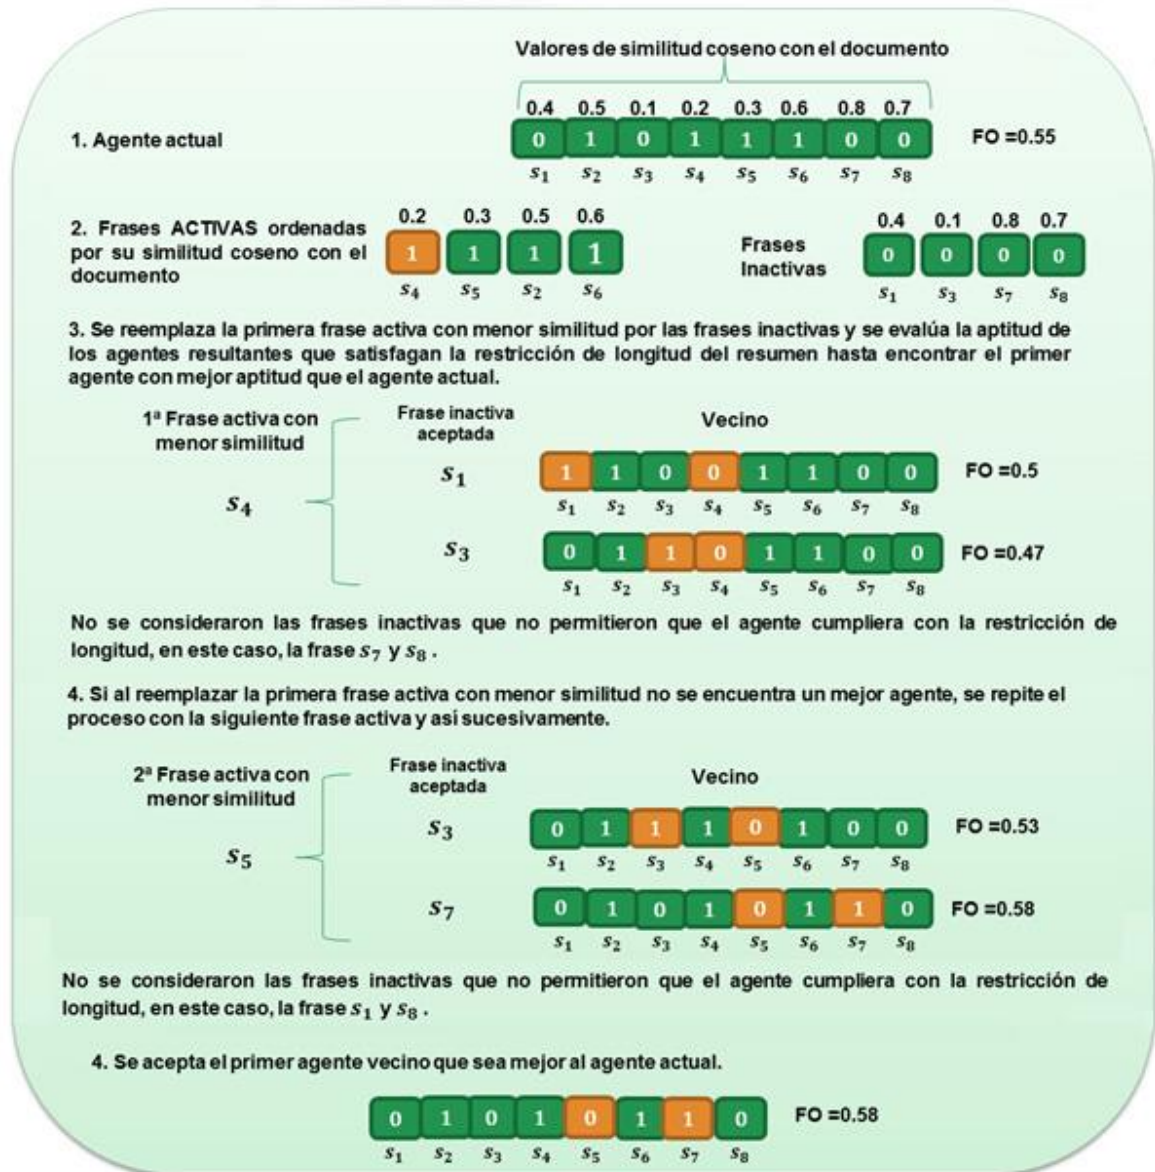 Valores de similitud coseno con el documento
0.4 0.5 0.1 0.2 0.3 0.6 0.8 0.7
1. Agente actual 0 1 0 1 1 1 0 0 FO =0.55
s1 s2 s3 s4 s5 s6 s7 s8
2. Frases ACTIVAS ordenadas
por su similitud coseno con el
documento
0.2 0.3 0.5 0.6
1 1 1 1
s4 s5 s2 s6
Frases
Inactivas
0.4 0.1 0.8 0.7
0 0 0 0
s1 s3 s7 s8
3. Se reemplaza la primera frase activa con menor similitud por las frases inactivas y se evalúa la aptitud de
los agentes resultantes que satisfagan la restricción de longitud del resumen hasta encontrar el primer
agente con mejor aptitud que el agente actual.
1ª Frase activa con
menor similitud
s4
Frase inactiva
aceptada
Vecino
s1 1 1 0 0 1 1 0 0 FO =0.5
s1 s2 s3 s4 s5 s6 s7 s8
s3 0 1 1 0 1 1 0 0 FO =0.47
s1 s2 s3 s4 s5 s6 s7 s8
No se consideraron las frases inactivas que no permitieron que el agente cumpliera con la restricción de
longitud, en este caso, la frase s7 y s8 .
4. Si al reemplazar la primera frase activa con menor similitud no se encuentra un mejor agente, se repite el
proceso con la siguiente frase activa y así sucesivamente.
2ª Frase activa con
menor similitud
s5
Frase inactiva
aceptada
Vecino
s3 0 1 1 1 0 1 0 0 FO =0.53
s1 s2 s3 s4 s5 s6 s7 s8
s7 0 1 0 1 0 1 1 0 FO =0.58
s1 s2 s3 s4 s5 s6 s7 s8
No se consideraron las frases inactivas que no permitieron que el agente cumpliera con la restricción de
longitud, en este caso, la frase s1 y s8 .
4. Se acepta el primer agente vecino que sea mejor al agente actual.
0 1 0 1 0 1 1 0 FO =0.58
s1 s2 s3 s4 s5 s6 s7 s8